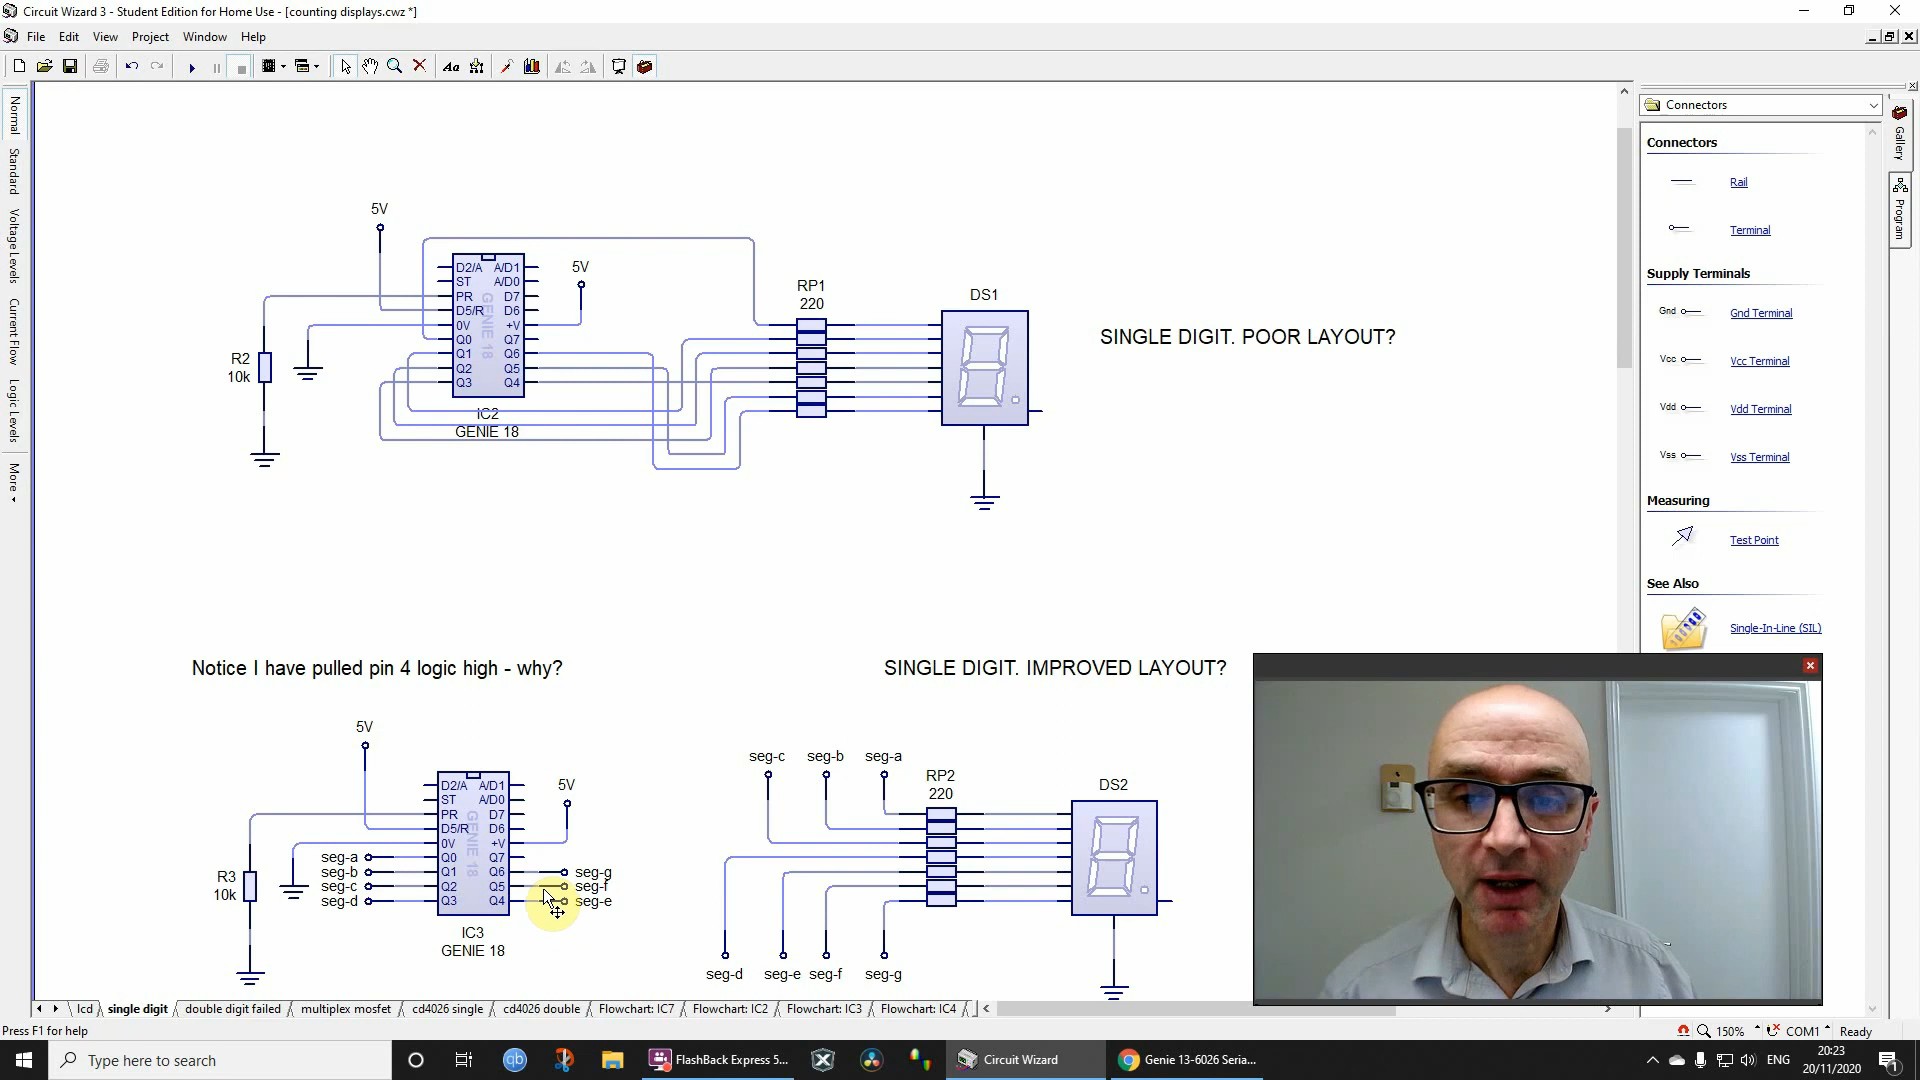 Circuit Wizard 3 - Student Edition for Home Use - [counting displays.cwz *]
File Edit View Project Window Help
Aa
Normal
Standard
Voltage Levels
Current Flow
Logic Levels
More
Connectors
Connectors
Rail
Terminal
Supply Terminals
Gnd Gnd Terminal
Vcc Vcc Terminal
Vdd Vdd Terminal
Vss Vss Terminal
Measuring
Test Point
See Also
Single-In-Line (SIL)
Gallery
Program
5V
5V
D2/A A/D1
ST A/D0
PR D7
D5/R D6
0V +V
Q0 Q7
Q1 Q6
Q2 Q5
Q3 Q4
GENIE 18
IC2
GENIE 18
R2
10k
RP1
220
DS1
SINGLE DIGIT. POOR LAYOUT?
Notice I have pulled pin 4 logic high - why?
SINGLE DIGIT. IMPROVED LAYOUT?
5V
5V
D2/A A/D1
ST A/D0
PR D7
D5/R D6
0V +V
Q0 Q7
Q1 Q6
Q2 Q5
Q3 Q4
GENIE 18
seg-a
seg-b
seg-c
seg-d
seg-g
seg-f
seg-e
R3
10k
IC3
GENIE 18
seg-c seg-b seg-a
RP2
220
DS2
seg-d seg-e seg-f seg-g
lcd single digit double digit failed multiplex mosfet cd4026 single cd4026 double Flowchart: IC7 Flowchart: IC2 Flowchart: IC3 Flowchart: IC4
Press F1 for help
150% COM1 Ready
Type here to search
qb
FlashBack Express 5...
Circuit Wizard
Genie 13-6026 Seria...
ENG
20:23
20/11/2020
1